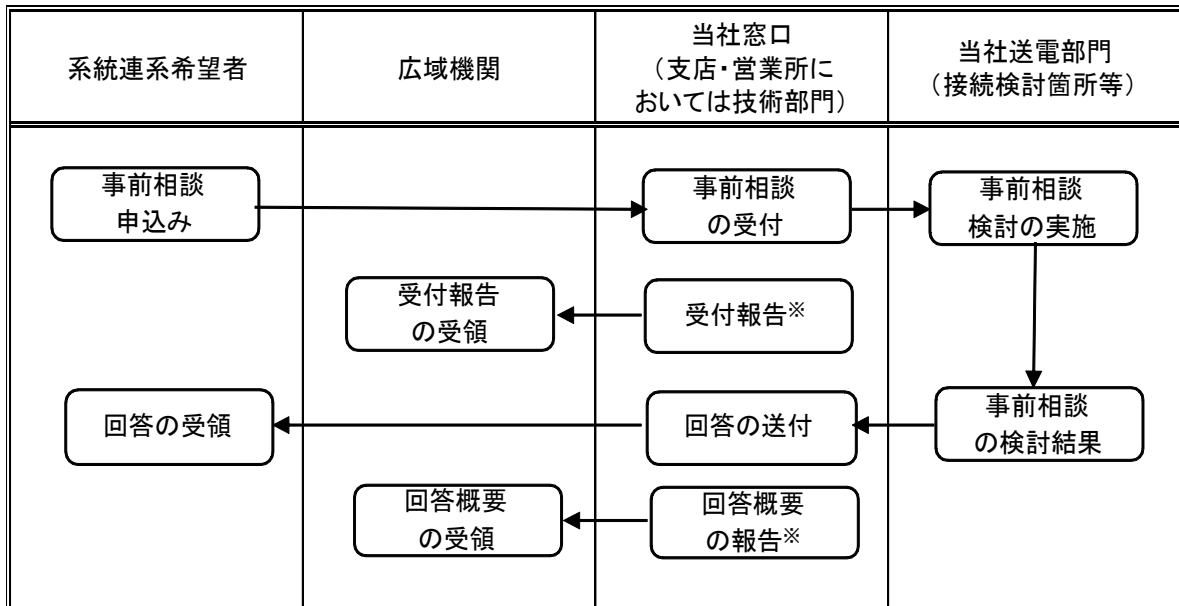 系統連系希望者
広域機関
当社窓口
（支店・営業所に
おいては技術部門）
当社送電部門
（接続検討箇所等）
事前相談
申込み
事前相談
の受付
事前相談
検討の実施
受付報告
の受領
受付報告※
回答の受領
回答の送付
事前相談
の検討結果
回答概要
の受領
回答概要
の報告※